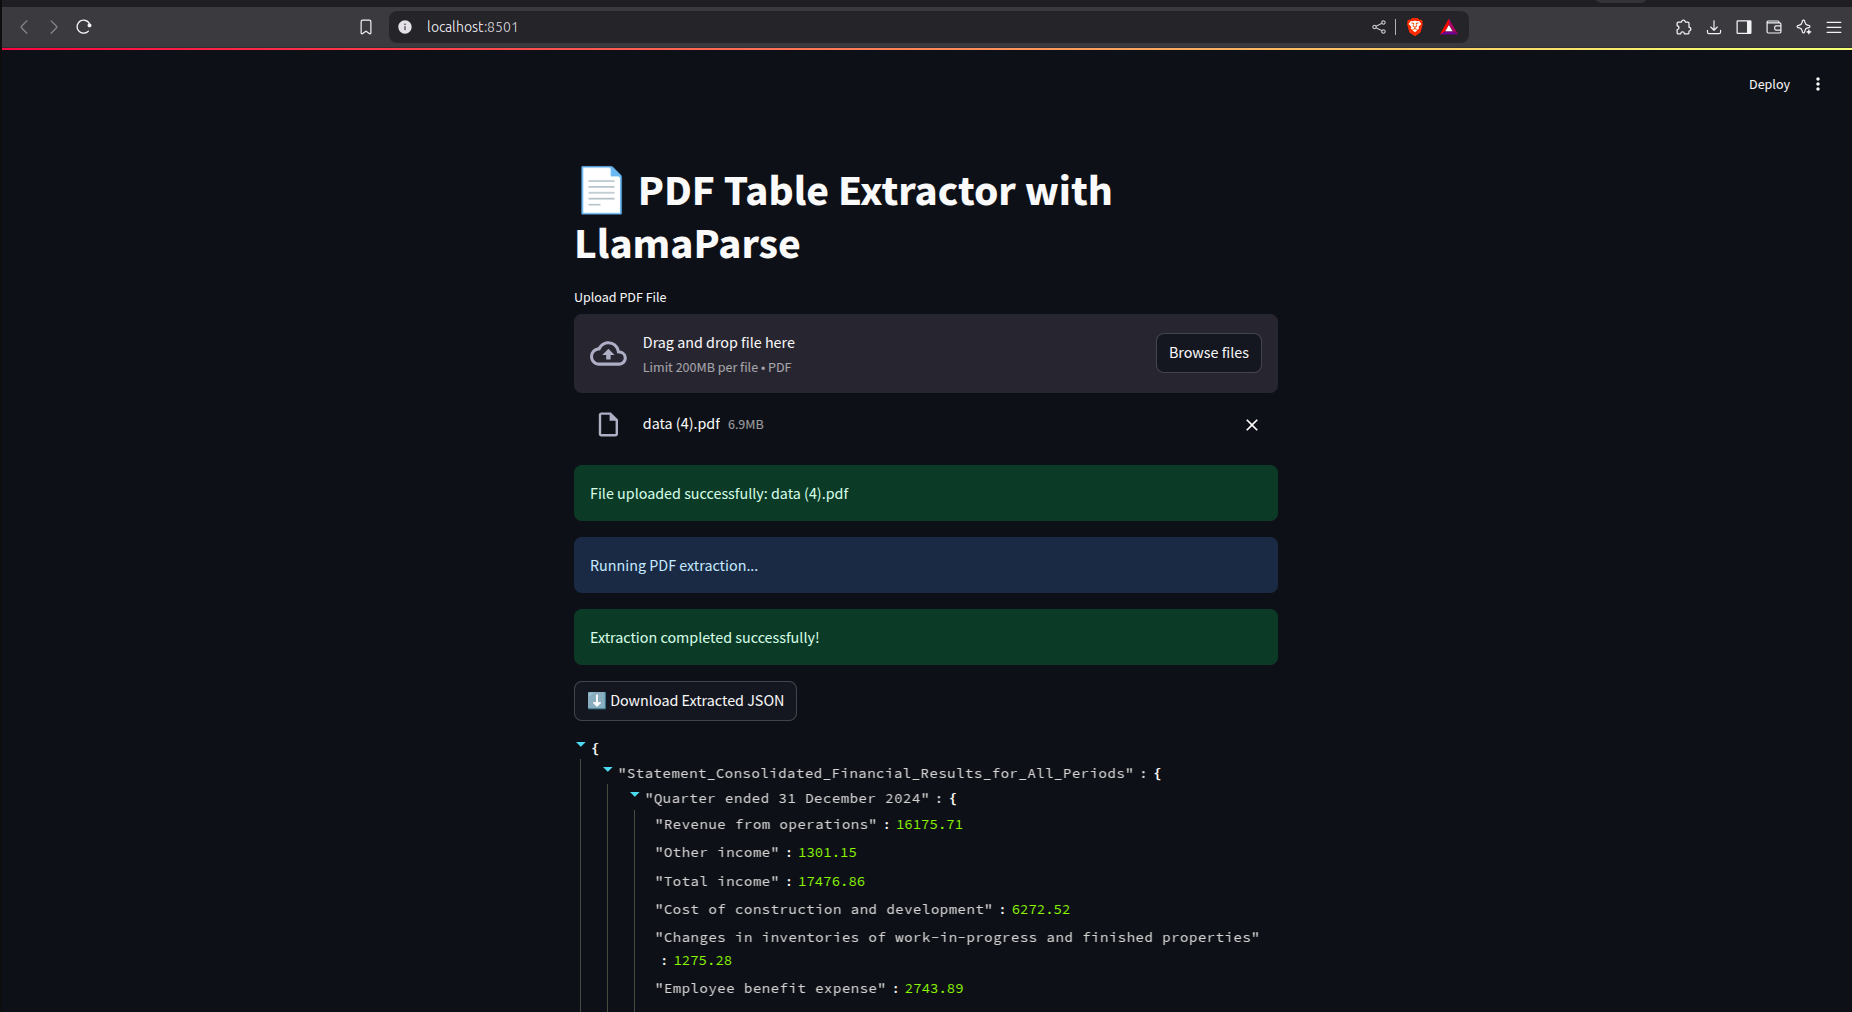 localhost:8501
Deploy
PDF Table Extractor with
LlamaParse
Upload PDF File
Drag and drop file here
Limit 200MB per file • PDF
Browse files
data (4).pdf 6.9MB
File uploaded successfully: data (4).pdf
Running PDF extraction...
Extraction completed successfully!
Download Extracted JSON
{
"Statement_Consolidated_Financial_Results_for_All_Periods" : {
"Quarter ended 31 December 2024" : {
"Revenue from operations" : 16175.71
"Other income" : 1301.15
"Total income" : 17476.86
"Cost of construction and development" : 6272.52
"Changes in inventories of work-in-progress and finished properties"
: 1275.28
"Employee benefit expense" : 2743.89